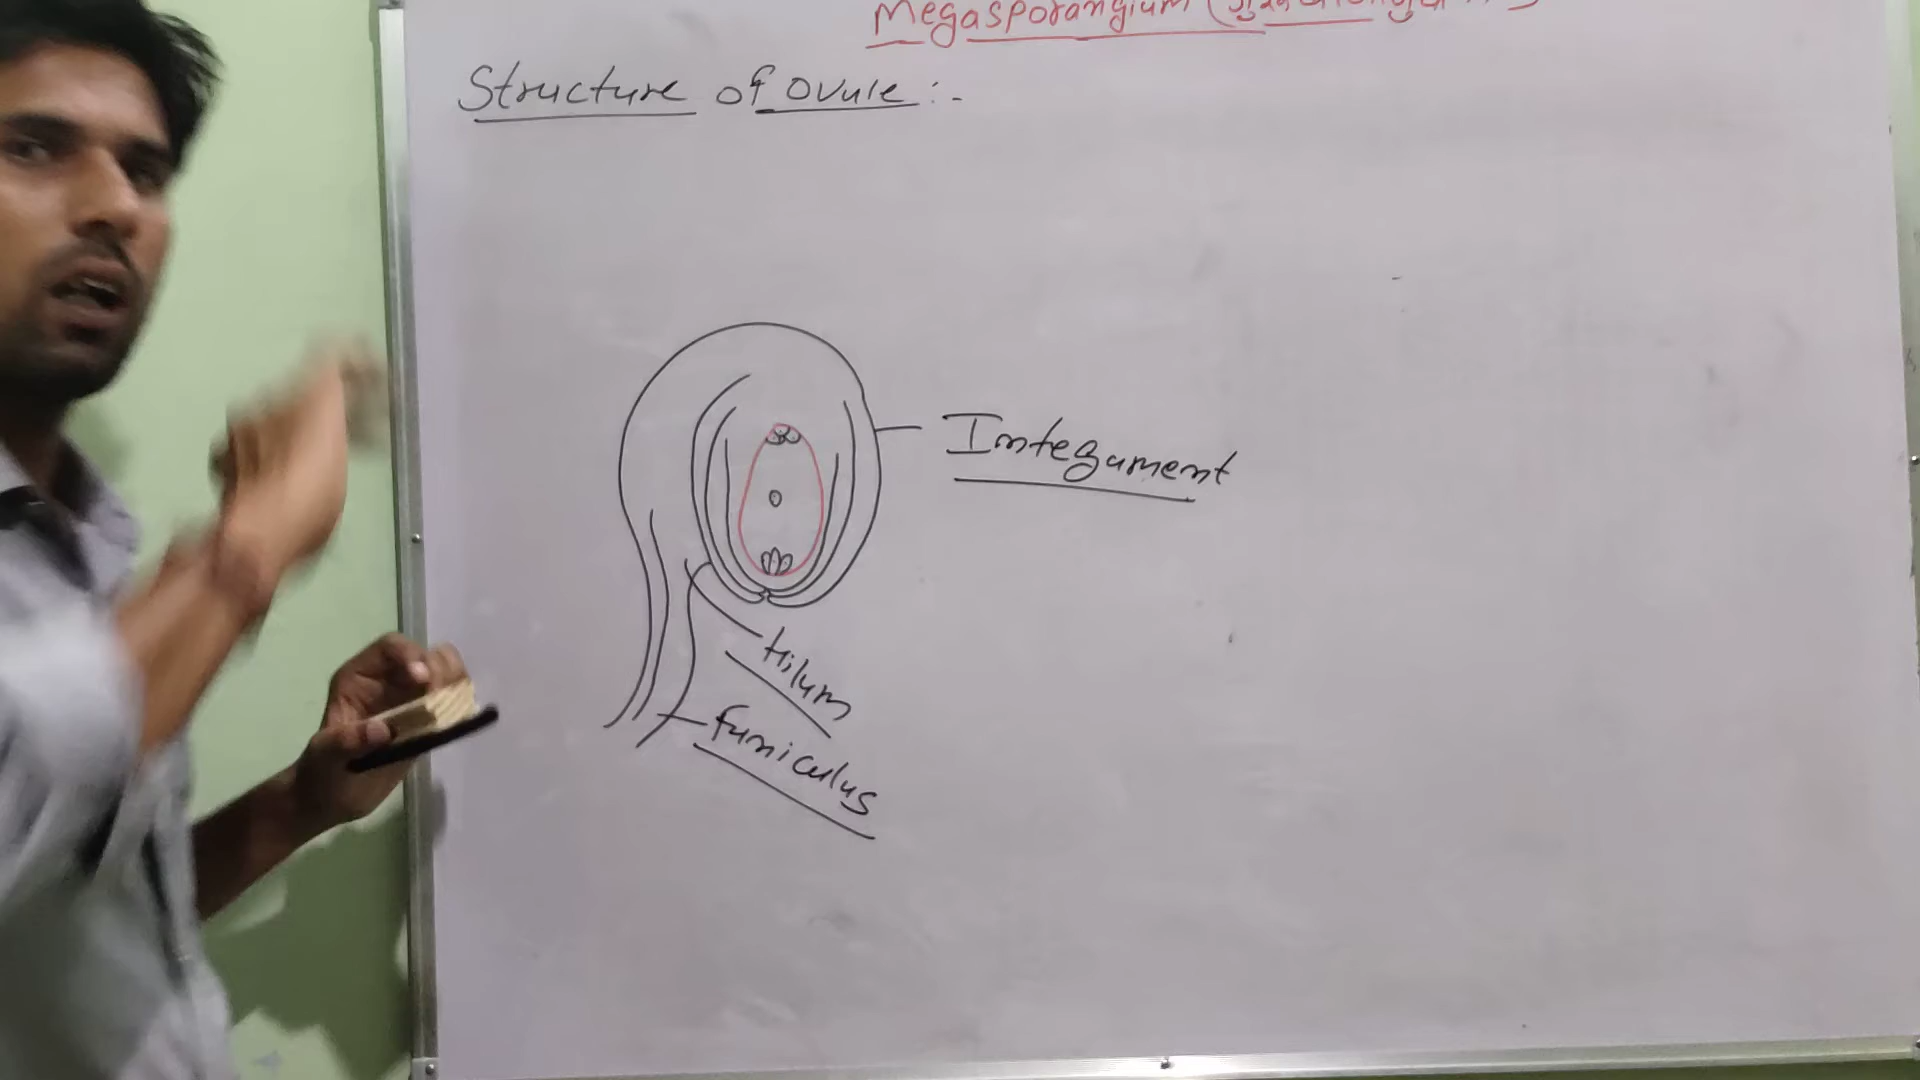 Megasporangium (
Structure of ovule :-
Integument
Hilum
Funiculus